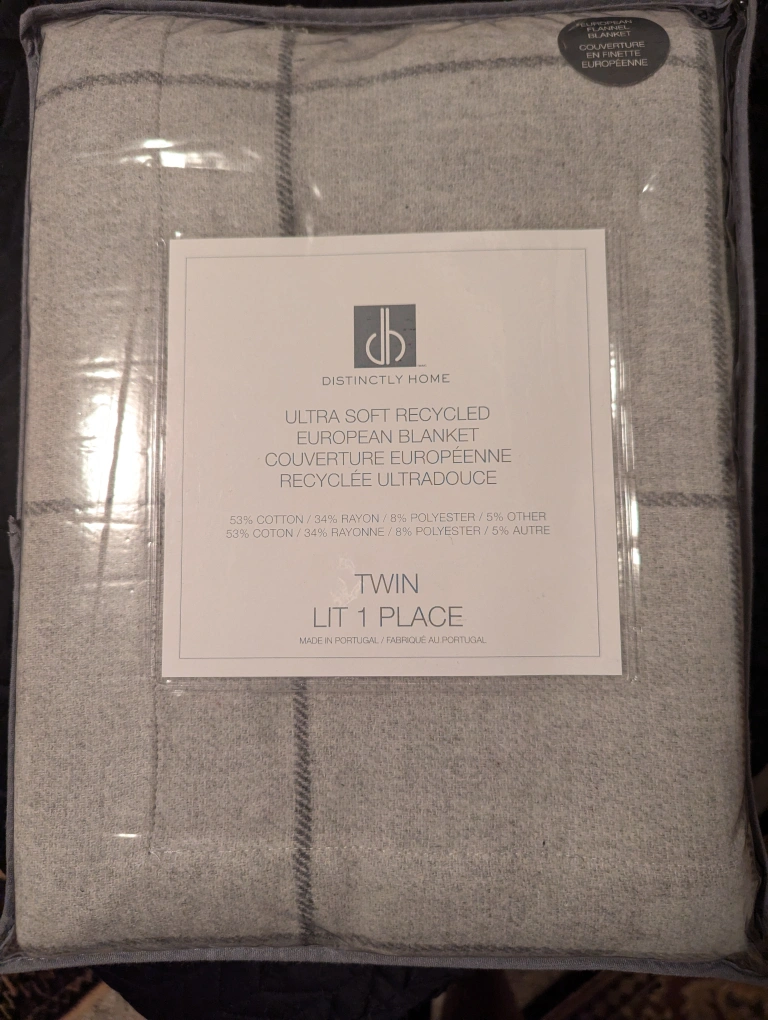 EUROPEAN
FLANNEL
BLANKET
COUVERTURE
EN FINETTE
EUROPÉENNE
dh
DISTINCTLY HOME
ULTRA SOFT RECYCLED
EUROPEAN BLANKET
COUVERTURE EUROPÉENNE
RECYCLÉE ULTRADOUCE
53% COTTON / 34% RAYON / 8% POLYESTER / 5% OTHER
53% COTON / 34% RAYONNE / 8% POLYESTER / 5% AUTRE
TWIN
LIT 1 PLACE
MADE IN PORTUGAL / FABRIQUÉ AU PORTUGAL